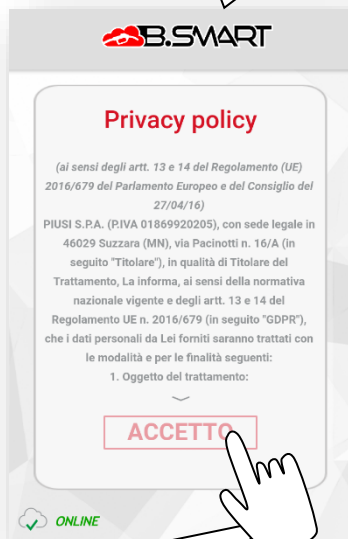 B.SMART
Privacy policy
(ai sensi degli artt. 13 e 14 del Regolamento (UE)
2016/679 del Parlamento Europeo e del Consiglio del
27/04/16)
PIUSI S.P.A. (P.IVA 01869920205), con sede legale in
46029 Suzzara (MN), via Pacinotti n. 16/A (in
seguito "Titolare"), in qualità di Titolare del
Trattamento, La informa, ai sensi della normativa
nazionale vigente e degli artt. 13 e 14 del
Regolamento UE n. 2016/679 (in seguito "GDPR"),
che i dati personali da Lei forniti saranno trattati con
le modalità e per le finalità seguenti:
1. Oggetto del trattamento:
ACCETTO
ONLINE